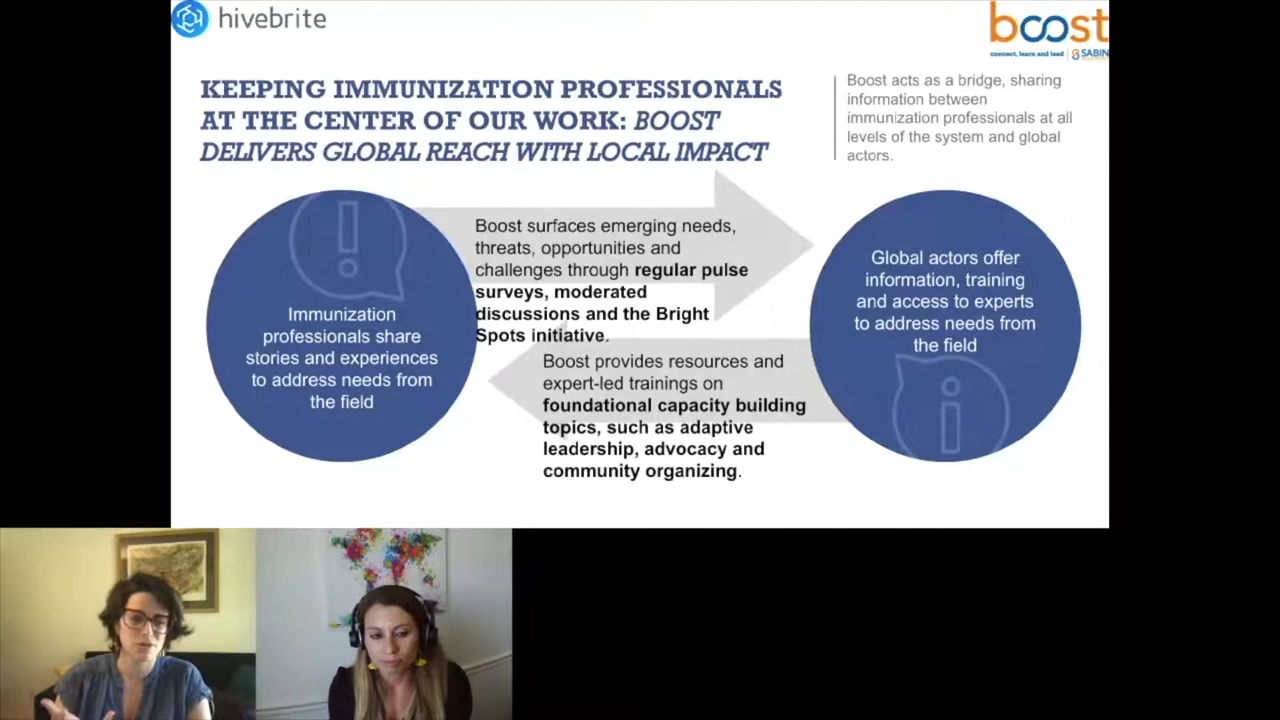 hivebrite
boost
connect, learn and lead | SABIN
KEEPING IMMUNIZATION PROFESSIONALS
AT THE CENTER OF OUR WORK: BOOST
DELIVERS GLOBAL REACH WITH LOCAL IMPACT
Boost acts as a bridge, sharing
information between
immunization professionals at all
levels of the system and global
actors.
Immunization
professionals share
stories and experiences
to address needs from
the field
Boost surfaces emerging needs,
threats, opportunities and
challenges through regular pulse
surveys, moderated
discussions and the Bright
Spots initiative.
Boost provides resources and
expert-led trainings on
foundational capacity building
topics, such as adaptive
leadership, advocacy and
community organizing.
Global actors offer
information, training
and access to experts
to address needs from
the field